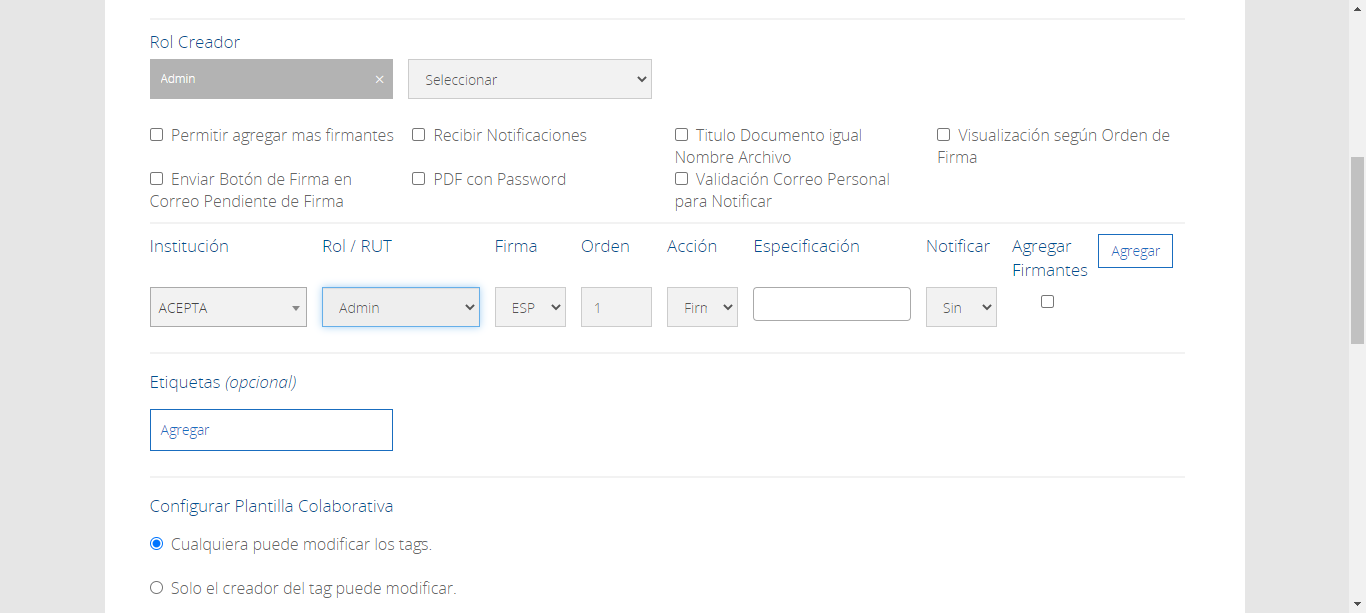 Rol Creador
Admin ×
Seleccionar
Permitir agregar mas firmantes
Recibir Notificaciones
Titulo Documento igual
Nombre Archivo
Visualización según Orden de
Firma
Enviar Botón de Firma en
Correo Pendiente de Firma
PDF con Password
Validación Correo Personal
para Notificar
Institución
Rol / RUT
Firma
Orden
Acción
Especificación
Notificar
Agregar
Firmantes
Agregar
ACEPTA
Admin
ESP
1
Firn
Sin
Etiquetas (opcional)
Agregar
Configurar Plantilla Colaborativa
Cualquiera puede modificar los tags.
Solo el creador del tag puede modificar.